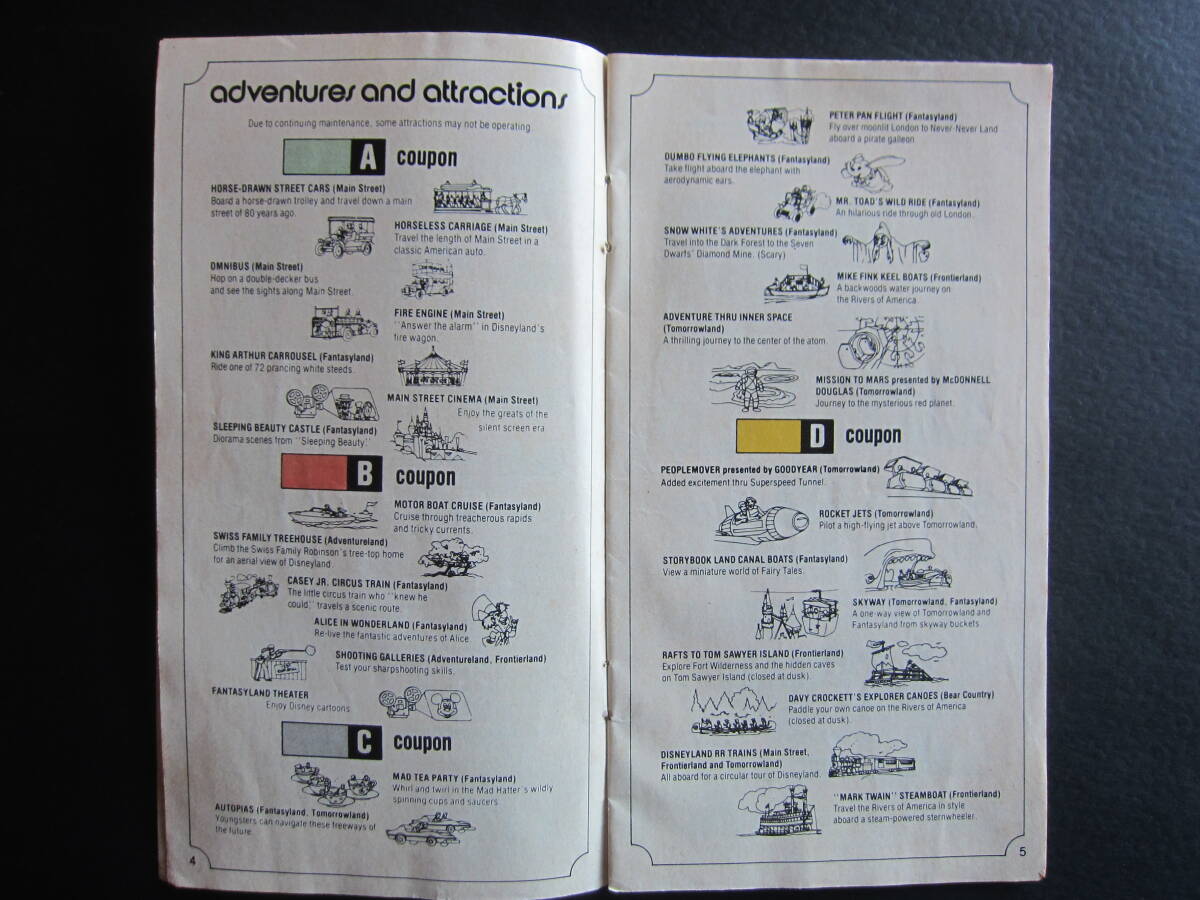 adventures and attractions
Due to continuing maintenance, some attractions may not be operating
A coupon
HORSE-DRAWN STREET CARS (Main Street)
Board a horse-drawn trolley and travel down a main
street of 80 years ago.
HORSELESS CARRIAGE (Main Street)
Travel the length of Main Street in a
classic American auto.
OMNIBUS (Main Street)
Hop on a double-decker bus
and see the sights along Main Street.
FIRE ENGINE (Main Street)
"Answer the alarm" in Disneyland's
fire wagon.
KING ARTHUR CARROUSEL (Fantasyland)
Ride one of 72 prancing white steeds.
MAIN STREET CINEMA (Main Street)
Enjoy the greats of the
silent screen era
SLEEPING BEAUTY CASTLE (Fantasyland)
Diorama scenes from "Sleeping Beauty."
B coupon
MOTOR BOAT CRUISE (Fantasyland)
Cruise through treacherous rapids
and tricky currents.
SWISS FAMILY TREEHOUSE (Adventureland)
Climb the Swiss Family Robinson's tree-top home
for an aerial view of Disneyland.
CASEY JR. CIRCUS TRAIN (Fantasyland)
The little circus train who "knew he
could," travels a scenic route.
ALICE IN WONDERLAND (Fantasyland)
Re-live the fantastic adventures of Alice.
SHOOTING GALLERIES (Adventureland, Frontierland)
Test your sharpshooting skills.
FANTASYLAND THEATER
Enjoy Disney cartoons.
C coupon
MAD TEA PARTY (Fantasyland)
Whirl and twirl in the Mad Hatter's wildly
spinning cups and saucers.
AUTOPIAS (Fantasyland, Tomorrowland)
Youngsters can navigate these freeways of
the future.
4
PETER PAN FLIGHT (Fantasyland)
Fly over moonlit London to Never-Never Land
aboard a pirate galleon.
DUMBO FLYING ELEPHANTS (Fantasyland)
Take flight aboard the elephant with
aerodynamic ears.
MR. TOAD'S WILD RIDE (Fantasyland)
An hilarious ride through old London.
SNOW WHITE'S ADVENTURES (Fantasyland)
Travel into the Dark Forest to the Seven
Dwarfs' Diamond Mine. (Scary)
MIKE FINK KEEL BOATS (Frontierland)
A backwoods water journey on
the Rivers of America.
ADVENTURE THRU INNER SPACE
(Tomorrowland)
A thrilling journey to the center of the atom.
MISSION TO MARS presented by McDONNELL
DOUGLAS (Tomorrowland)
Journey to the mysterious red planet.
D coupon
PEOPLEMOVER presented by GOODYEAR (Tomorrowland)
Added excitement thru Superspeed Tunnel.
ROCKET JETS (Tomorrowland)
Pilot a high-flying jet above Tomorrowland.
STORYBOOK LAND CANAL BOATS (Fantasyland)
View a miniature world of Fairy Tales.
SKYWAY (Tomorrowland, Fantasyland)
A one-way view of Tomorrowland and
Fantasyland from skyway buckets.
RAFTS TO TOM SAWYER ISLAND (Frontierland)
Explore Fort Wilderness and the hidden caves
on Tom Sawyer Island (closed at dusk).
DAVY CROCKETT'S EXPLORER CANOES (Bear Country)
Paddle your own canoe on the Rivers of America
(closed at dusk).
DISNEYLAND RR TRAINS (Main Street,
Frontierland and Tomorrowland)
All aboard for a circular tour of Disneyland.
"MARK TWAIN" STEAMBOAT (Frontierland)
Travel the Rivers of America in style
aboard a steam-powered sternwheeler.
5